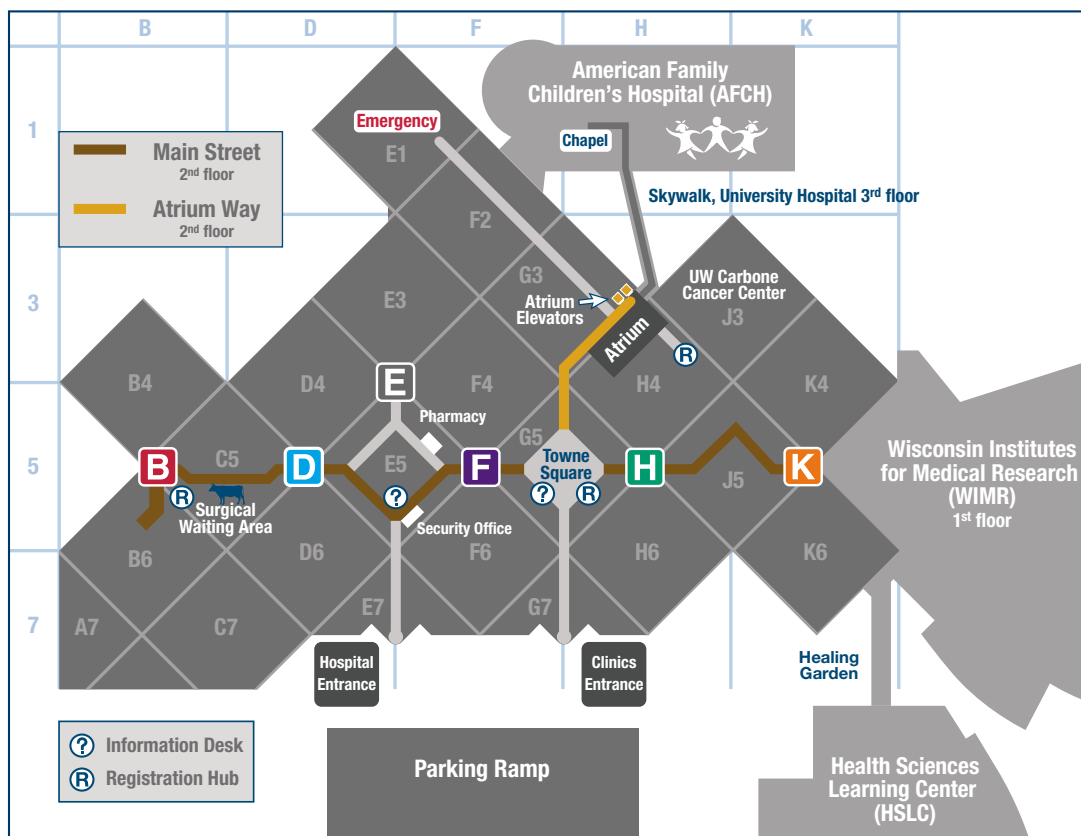 B
D
F
H
K
1
3
5
7
Main Street
2nd floor
Atrium Way
2nd floor
American Family
Children's Hospital (AFCH)
Emergency
Chapel
E1
Skywalk, University Hospital 3rd floor
F2
G3
UW Carbone
Cancer Center
E3
Atrium
Elevators
J3
Atrium
R
B4
D4
E
F4
H4
K4
Pharmacy
G5
Wisconsin Institutes
for Medical Research
(WIMR)
1st floor
B
C5
D
E5
F
Towne
Square
H
J5
K
R
?
?
R
Surgical
Waiting Area
Security Office
B6
D6
F6
H6
K6
A7
C7
E7
G7
Hospital
Entrance
Clinics
Entrance
Healing
Garden
? Information Desk
R Registration Hub
Parking Ramp
Health Sciences
Learning Center
(HSLC)